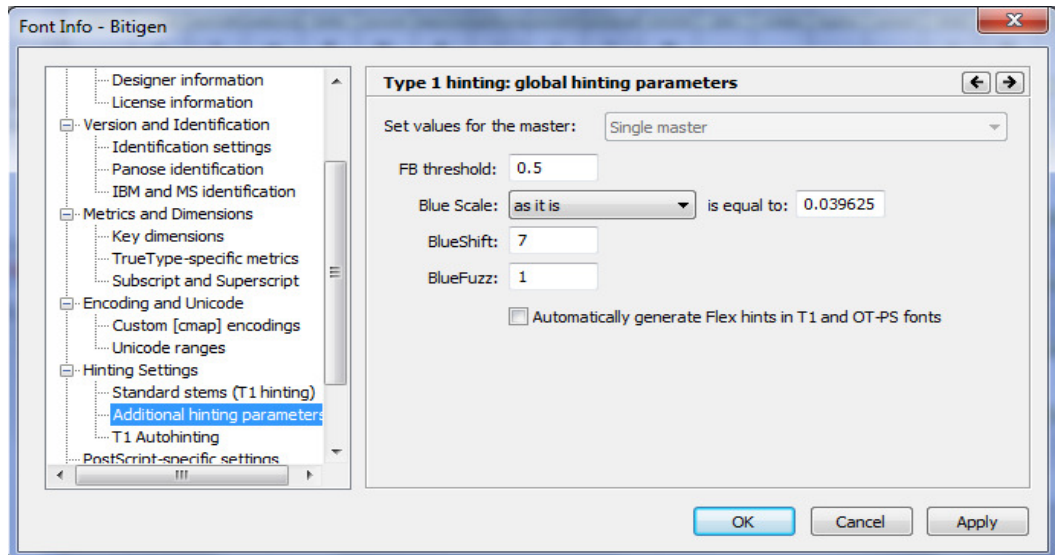 Font Info - Bitigen
Designer information
License information
Version and Identification
Identification settings
Panose identification
IBM and MS identification
Metrics and Dimensions
Key dimensions
TrueType-specific metrics
Subscript and Superscript
Encoding and Unicode
Custom [cmap] encodings
Unicode ranges
Hinting Settings
Standard stems (T1 hinting)
Additional hinting parameters
T1 Autohinting
PostScript-specific settings
Type 1 hinting: global hinting parameters
Set values for the master: Single master
FB threshold: 0.5
Blue Scale: as it is is equal to: 0.039625
BlueShift: 7
BlueFuzz: 1
Automatically generate Flex hints in T1 and OT-PS fonts
OK Cancel Apply